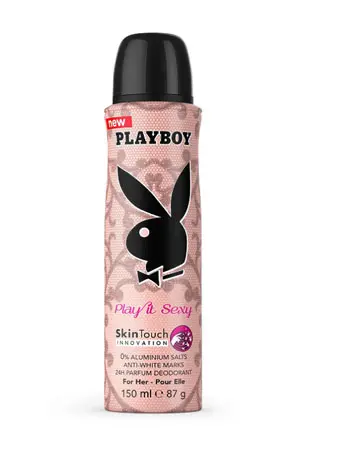 new
PLAYBOY
Play it Sexy
SkinTouch
INNOVATION
0% ALUMINIUM SALTS
ANTI-WHITE MARKS
24H PARFUM DEODORANT
For Her - Pour Elle
150 ml e 87 g